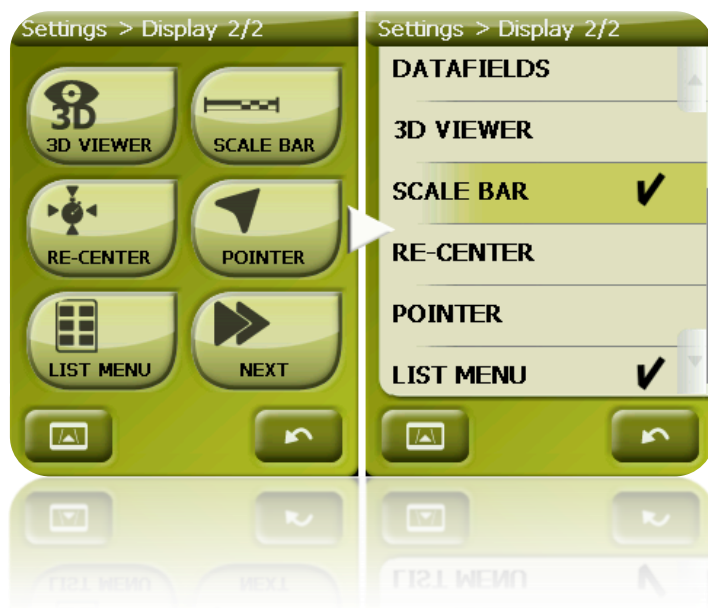 Settings > Display 2/2
3D
3D VIEWER
SCALE BAR
RE-CENTER
POINTER
LIST MENU
NEXT
Settings > Display 2/2
DATAFIELDS
3D VIEWER
SCALE BAR
RE-CENTER
POINTER
LIST MENU